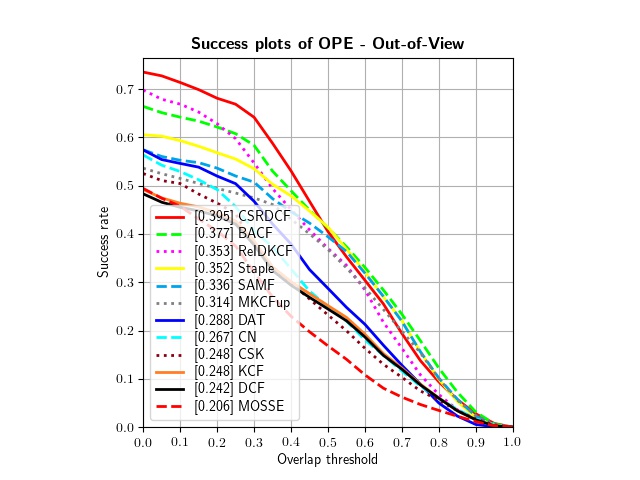 Success plots of OPE - Out-of-View
Success rate
0.7
0.6
0.5
0.4
0.3
0.2
0.1
0.0
[0.395] CSRDCF
[0.377] BACF
[0.353] RelDKCF
[0.352] Staple
[0.336] SAMF
[0.314] MKCFup
[0.288] DAT
[0.267] CN
[0.248] CSK
[0.248] KCF
[0.242] DCF
[0.206] MOSSE
0.0 0.1 0.2 0.3 0.4 0.5 0.6 0.7 0.8 0.9 1.0
Overlap threshold